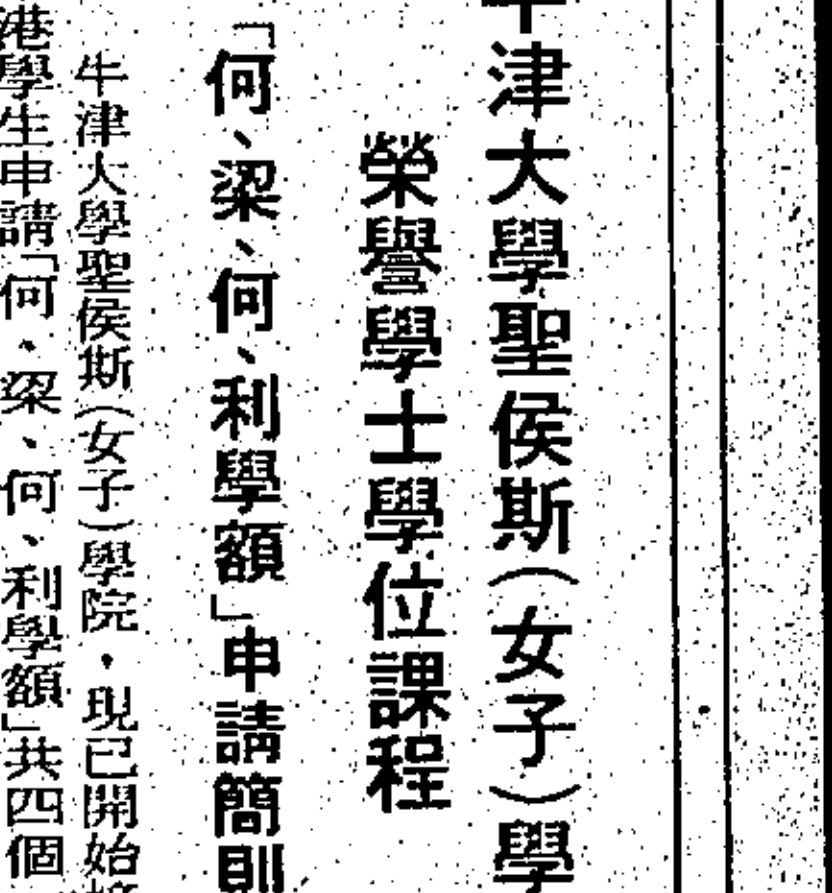 牛津大學聖侯斯(女子)學
榮譽學士學位課程
「何、梁、何、利學額」申請簡則
牛津大學聖侯斯(女子)學院，現已開始接
港學生申請「何、梁、何、利學額」共四個